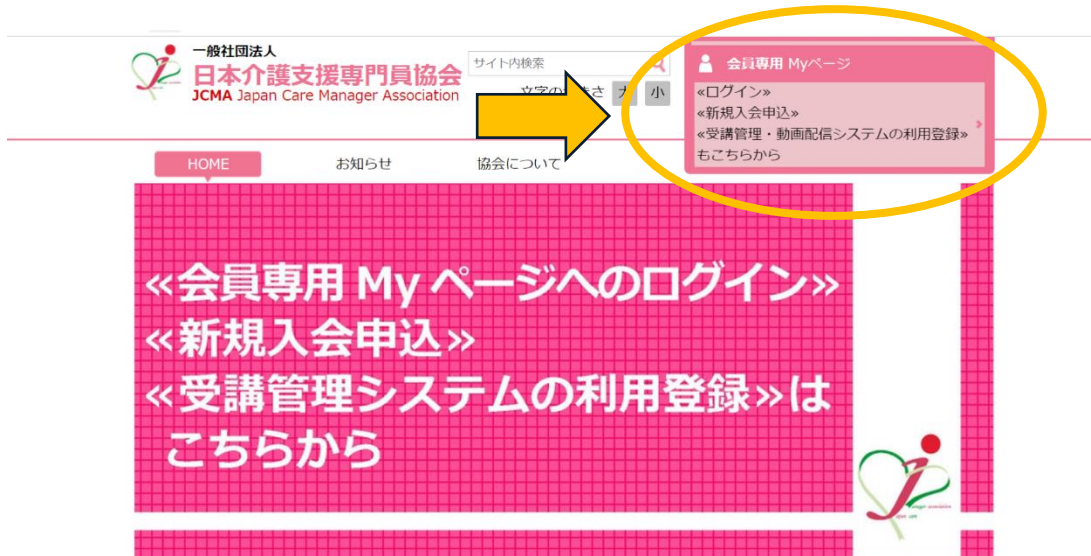 一般社団法人
日本介護支援専門員協会
JCMA Japan Care Manager Association
サイト内検索
さ 大 小
会員専用 Myページ
«ログイン»
«新規入会申込»
«受講管理・動画配信システムの利用登録»
もこちらから
HOME
お知らせ
協会について
«会員専用 My ページへのログイン»
«新規入会申込»
«受講管理システムの利用登録»は
こちらから